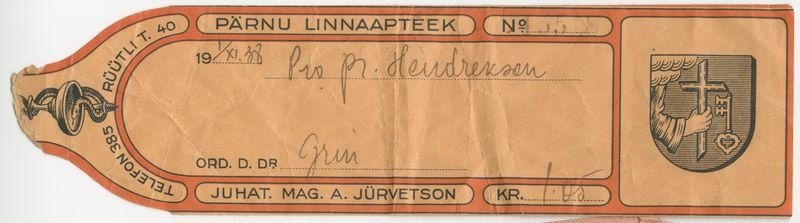 RÜÜTLI T. 40
TELEFON 385
PÄRNU LINNAAPTEEK
No
19 1/XI. 38
Pro pr. Hendrekson
ORD. D. DR. Grün
JUHAT. MAG. A. JÜRVETSON
KR. 1.05